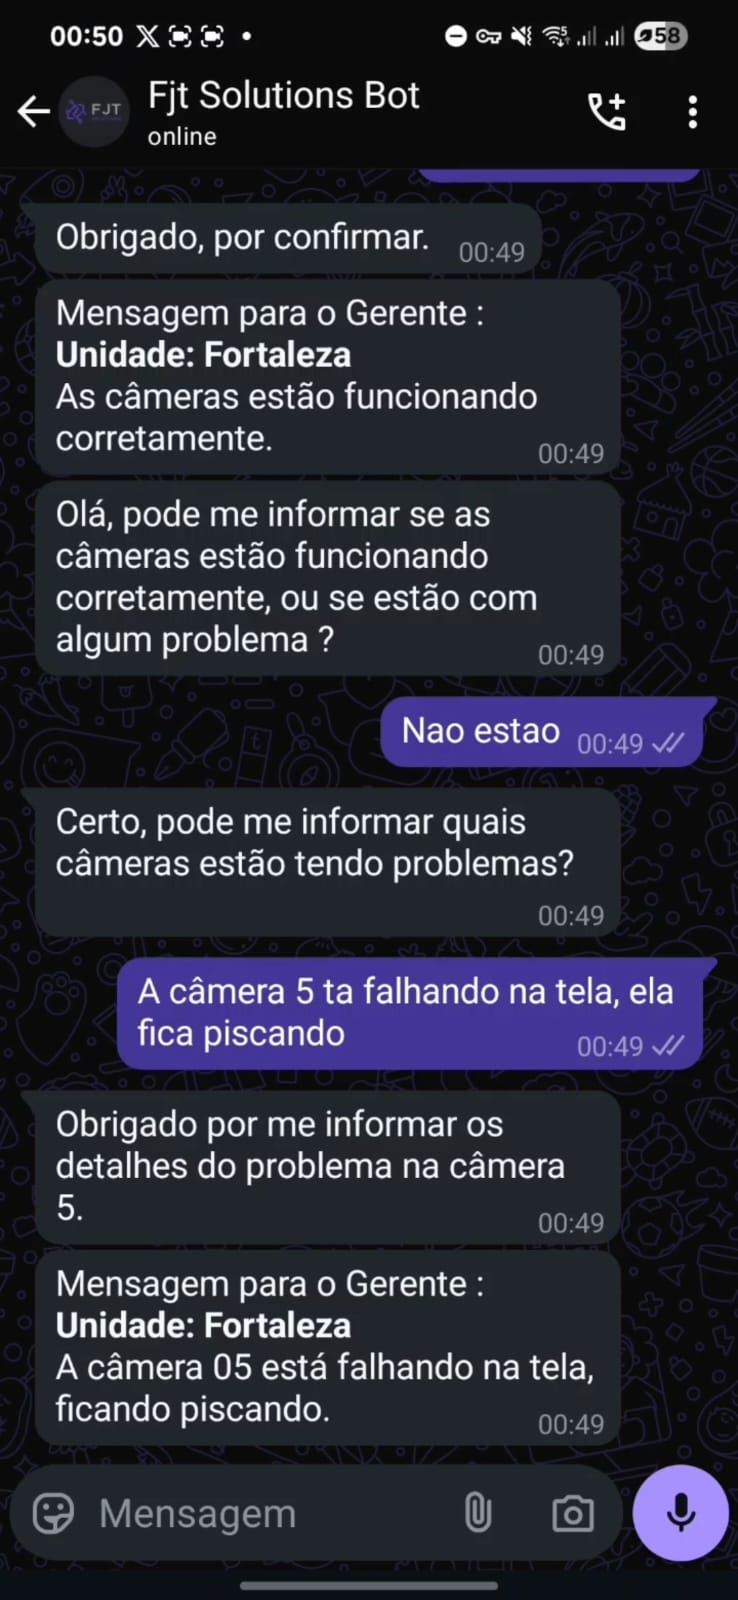 00:50
58
FJT
Fjt Solutions Bot
online
Obrigado, por confirmar.
00:49
Mensagem para o Gerente :
Unidade: Fortaleza
As câmeras estão funcionando
corretamente.
00:49
Olá, pode me informar se as
câmeras estão funcionando
corretamente, ou se estão com
algum problema ?
00:49
Nao estao
00:49
Certo, pode me informar quais
câmeras estão tendo problemas?
00:49
A câmera 5 ta falhando na tela, ela
fica piscando
00:49
Obrigado por me informar os
detalhes do problema na câmera
5.
00:49
Mensagem para o Gerente :
Unidade: Fortaleza
A câmera 05 está falhando na tela,
ficando piscando.
00:49
Mensagem